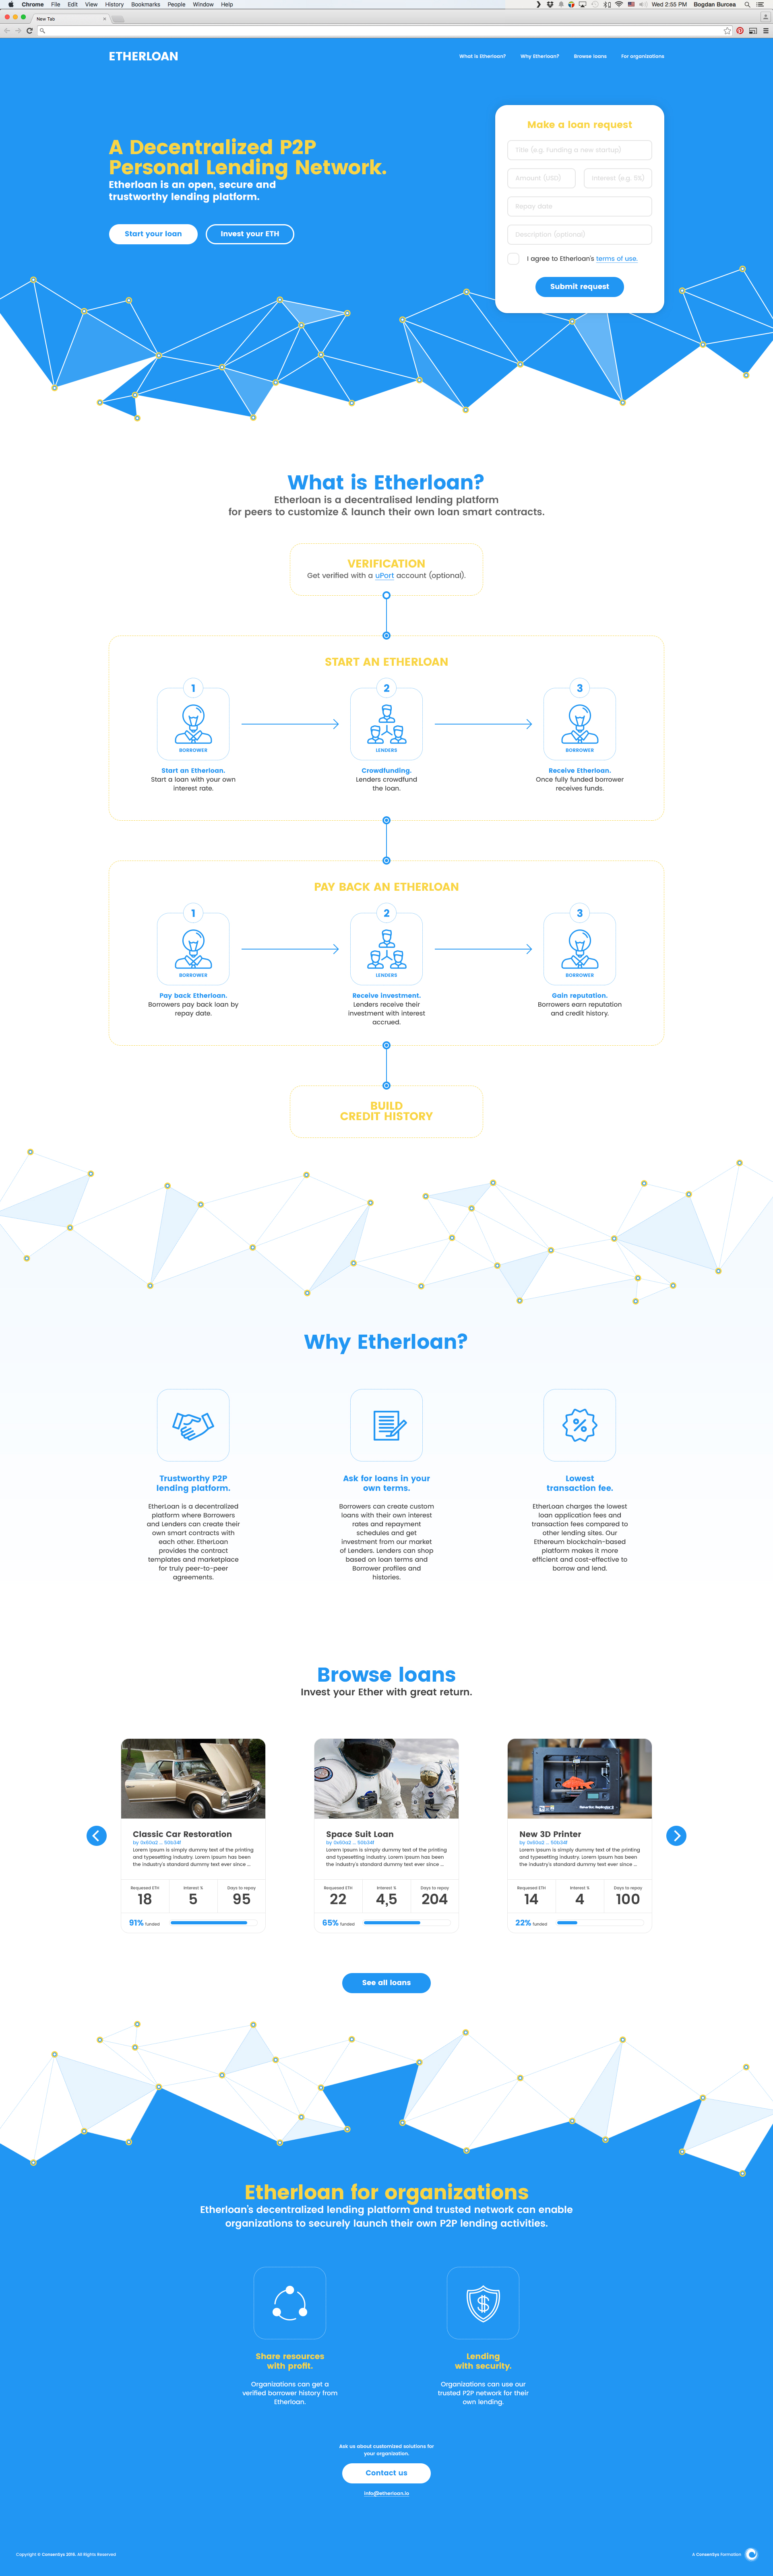 Chrome File Edit View History Bookmarks People Window Help
Wed 2:55 PM Bogdan Burcea
New Tab
ETHERLOAN
What is Etherloan? Why Etherloan? Browse loans For organizations
A Decentralized P2P
Personal Lending Network.
Etherloan is an open, secure and
trustworthy lending platform.
Start your loan Invest your ETH
Make a loan request
Title (e.g. Funding a new startup)
Amount (USD) Interest (e.g. 5%)
Repay date
Description (optional)
I agree to Etherloan's terms of use.
Submit request
What is Etherloan?
Etherloan is a decentralised lending platform
for peers to customize & launch their own loan smart contracts.
VERIFICATION
Get verified with a uPort account (optional).
START AN ETHERLOAN
1 2 3
BORROWER LENDERS BORROWER
Start an Etherloan.
Start a loan with your own
interest rate.
Crowdfunding.
Lenders crowdfund
the loan.
Receive Etherloan.
Once fully funded borrower
receives funds.
PAY BACK AN ETHERLOAN
1 2 3
BORROWER LENDERS BORROWER
Pay back Etherloan.
Borrowers pay back loan by
repay date.
Receive investment.
Lenders receive their
investment with interest
accrued.
Gain reputation.
Borrowers earn reputation
and credit history.
BUILD
CREDIT HISTORY
Why Etherloan?
Trustworthy P2P
lending platform.
EtherLoan is a decentralized
platform where Borrowers
and Lenders can create their
own smart contracts with
each other. EtherLoan
provides the contract
templates and marketplace
for truly peer-to-peer
agreements.
Ask for loans in your
own terms.
Borrowers can create custom
loans with their own interest
rates and repayment
schedules and get
investment from our market
of Lenders. Lenders can shop
based on loan terms and
Borrower profiles and
histories.
Lowest
transaction fee.
EtherLoan charges the lowest
loan application fees and
transaction fees compared to
other lending sites. Our
Ethereum blockchain-based
platform makes it more
efficient and cost-effective to
borrow and lend.
Browse loans
Invest your Ether with great return.
Classic Car Restoration
by 0x60a2 ... 50b34f
Lorem Ipsum is simply dummy text of the printing
and typesetting industry. Lorem Ipsum has been
the industry's standard dummy text ever since ...
Requesed ETH Interest % Days to repay
18 5 95
91% funded
Space Suit Loan
by 0x60a2 ... 50b34f
Lorem Ipsum is simply dummy text of the printing
and typesetting industry. Lorem Ipsum has been
the industry's standard dummy text ever since ...
Requesed ETH Interest % Days to repay
22 4,5 204
65% funded
New 3D Printer
by 0x60a2 ... 50b34f
Lorem Ipsum is simply dummy text of the printing
and typesetting industry. Lorem Ipsum has been
the industry's standard dummy text ever since ...
Requesed ETH Interest % Days to repay
14 4 100
22% funded
See all loans
Etherloan for organizations
Etherloan's decentralized lending platform and trusted network can enable
organizations to securely launch their own P2P lending activities.
Share resources
with profit.
Organizations can get a
verified borrower history from
Etherloan.
Lending
with security.
Organizations can use our
trusted P2P network for their
own lending.
Ask us about customized solutions for
your organization.
Contact us
info@etherloan.io
Copyright © ConsenSys 2016, All Rights Reserved
A ConsenSys Formation